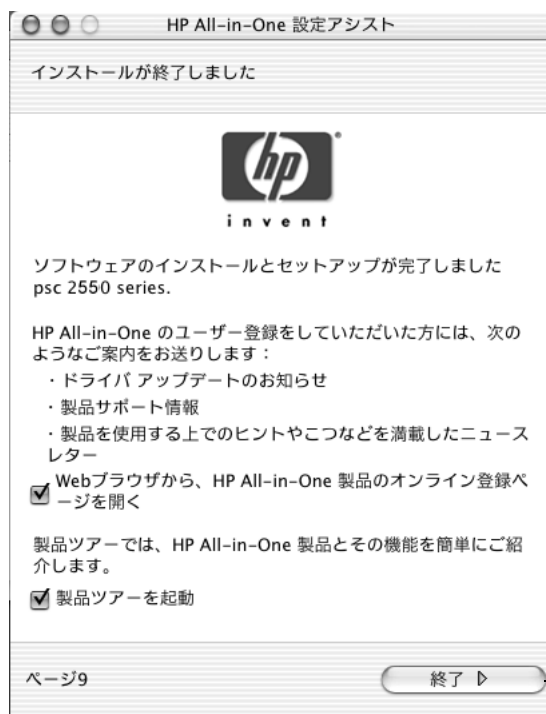 HP All-in-One 設定アシスト
インストールが終了しました
hp
invent
ソフトウェアのインストールとセットアップが完了しました
psc 2550 series.
HP All-in-One のユーザー登録をしていただいた方には、次の
ようなご案内をお送りします：
・ドライバ アップデートのお知らせ
・製品サポート情報
・製品を使用する上でのヒントやこつなどを満載したニュース
レター
Webブラウザから、HP All-in-One 製品のオンライン登録ペ
ージを開く
製品ツアーでは、HP All-in-One 製品とその機能を簡単にご紹
介します。
製品ツアーを起動
ページ9
終了